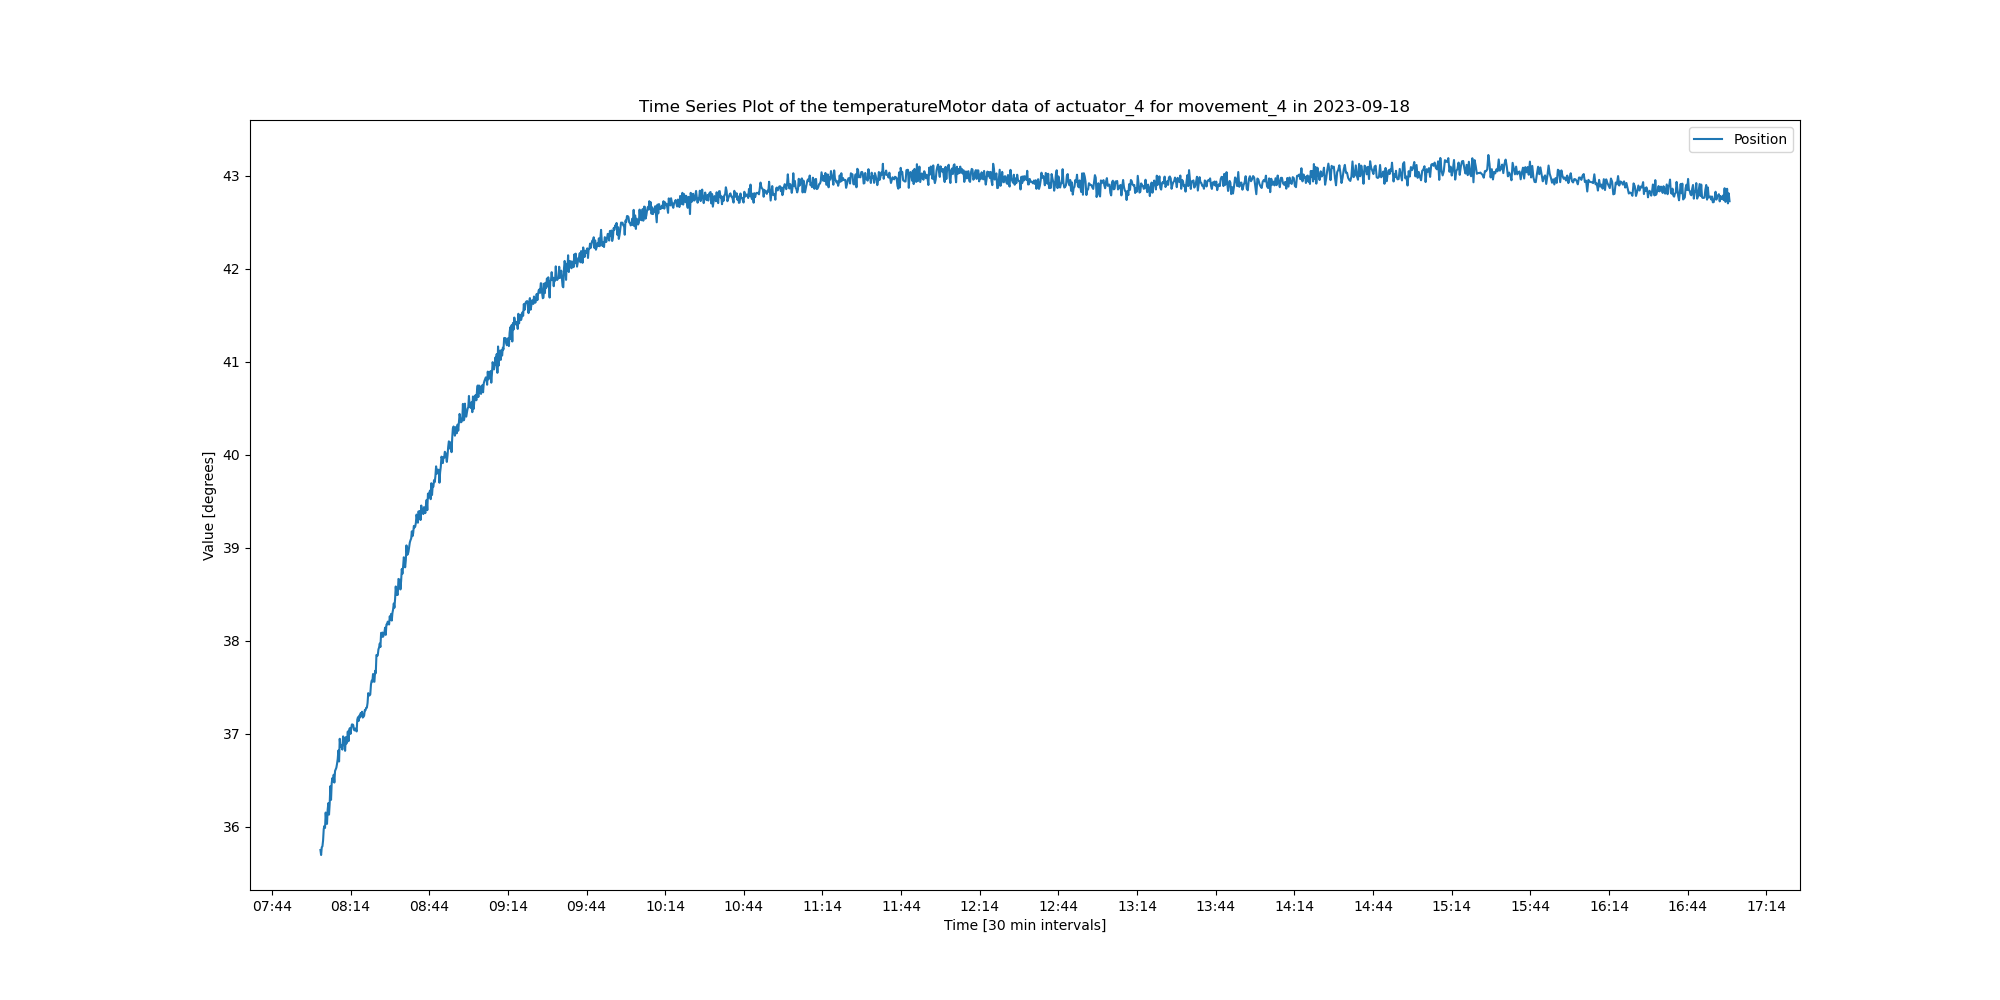 Time Series Plot of the temperatureMotor data of actuator_4 for movement_4 in 2023-09-18
Position
43
42
41
40
39
38
37
36
Value [degrees]
07:44 08:14 08:44 09:14 09:44 10:14 10:44 11:14 11:44 12:14 12:44 13:14 13:44 14:14 14:44 15:14 15:44 16:14 16:44 17:14
Time [30 min intervals]